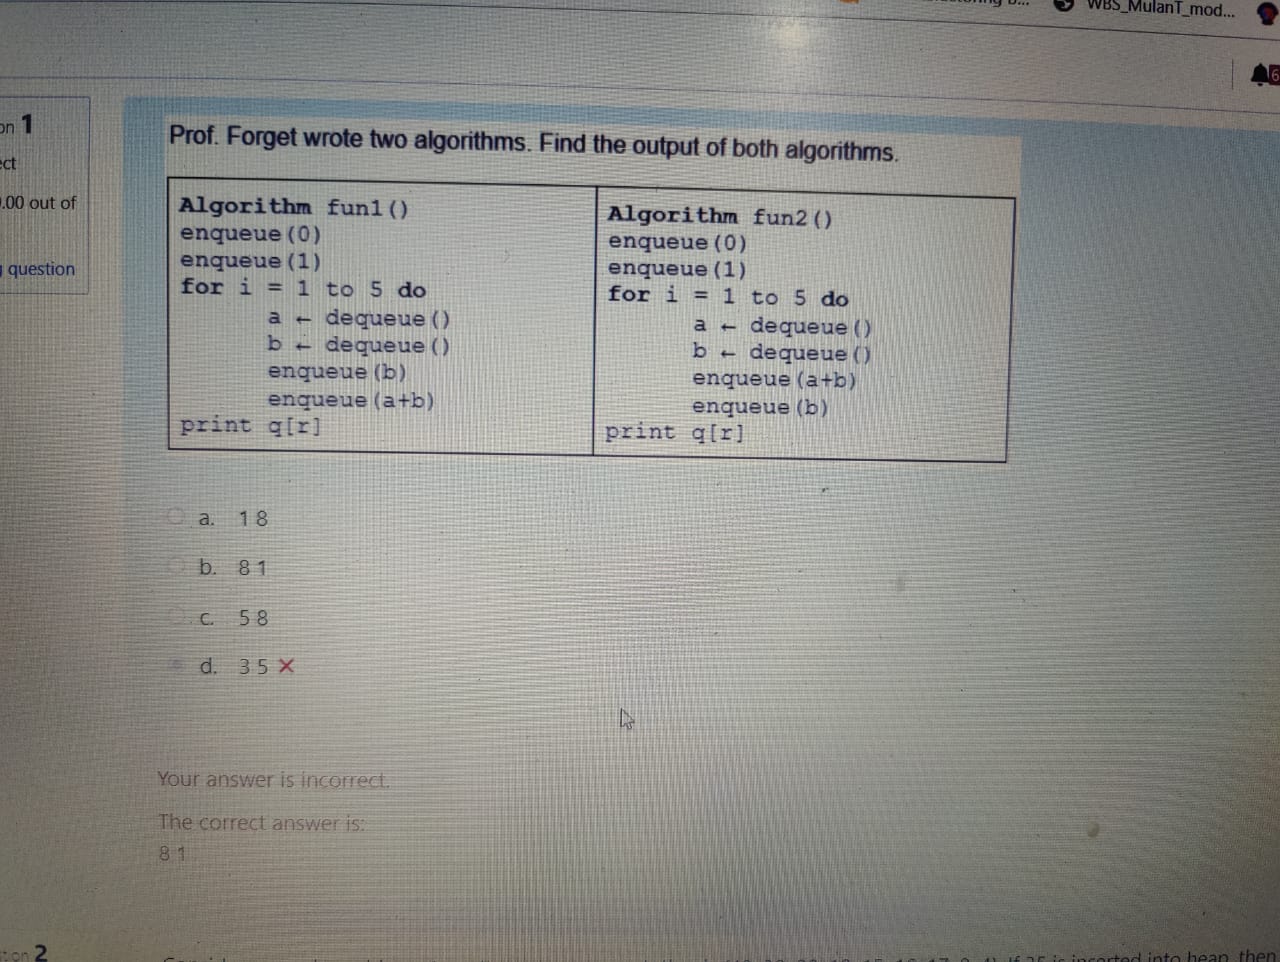 WBS_MulanT_mod...
6
on 1
ect
.00 out of
question
Prof. Forget wrote two algorithms. Find the output of both algorithms.
Algorithm fun1()
enqueue(0)
enqueue(1)
for i = 1 to 5 do
a ← dequeue()
b ← dequeue()
enqueue(b)
enqueue(a+b)
print q[r]
Algorithm fun2()
enqueue(0)
enqueue(1)
for i = 1 to 5 do
a ← dequeue()
b ← dequeue()
enqueue(a+b)
enqueue(b)
print q[r]
a. 1 8
b. 8 1
c. 5 8
d. 3 5 ×
Your answer is incorrect.
The correct answer is:
8 1
on 2
is inserted into heap, then